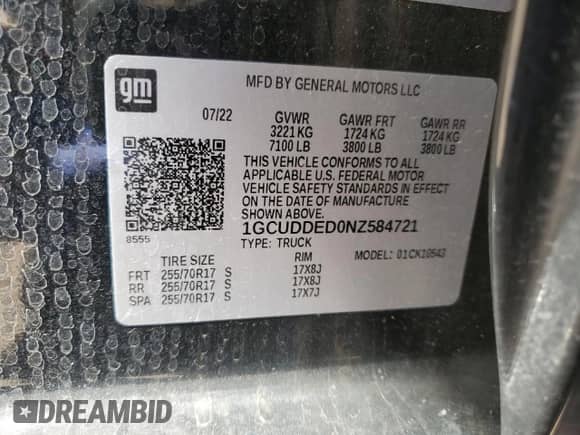 gm
MFD BY GENERAL MOTORS LLC
07/22 GVWR GAWR FRT GAWR RR
3221 KG 1724 KG 1724 KG
7100 LB 3800 LB 3800 LB
THIS VEHICLE CONFORMS TO ALL
APPLICABLE U.S. FEDERAL MOTOR
VEHICLE SAFETY STANDARDS IN EFFECT
ON THE DATE OF MANUFACTURE
SHOWN ABOVE.
8555
1GCUDDED0NZ584721
TYPE: TRUCK MODEL: 01CK10543
TIRE SIZE RIM
FRT 255/70R17 S 17X8J
RR 255/70R17 S 17X8J
SPA 255/70R17 S 17X7J
DREAMBID